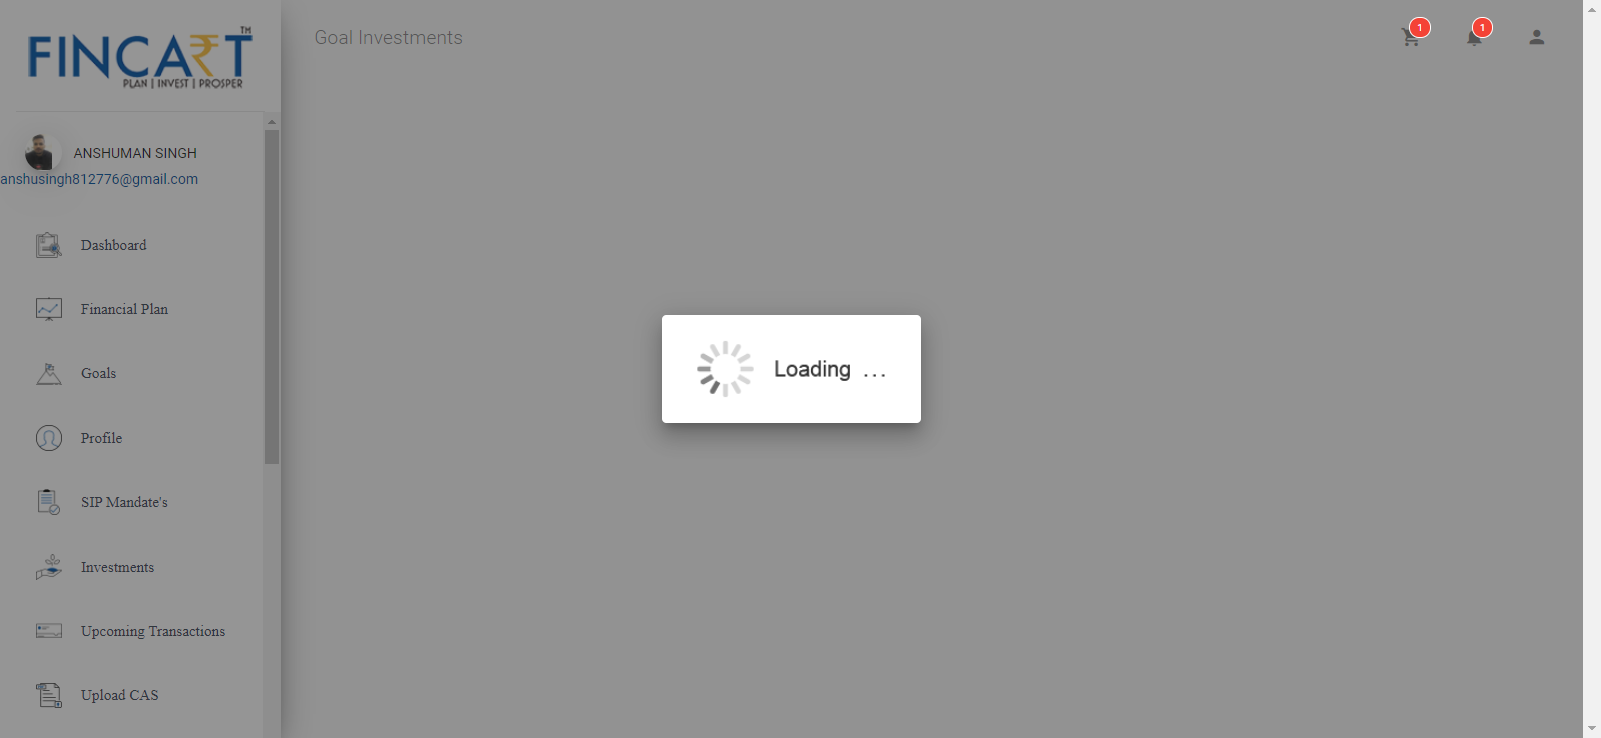 FINCART™
PLAN | INVEST | PROSPER
Goal Investments
1
1
ANSHUMAN SINGH
anshusingh812776@gmail.com
Dashboard
Financial Plan
Goals
Profile
SIP Mandate's
Investments
Upcoming Transactions
Upload CAS
Loading ...